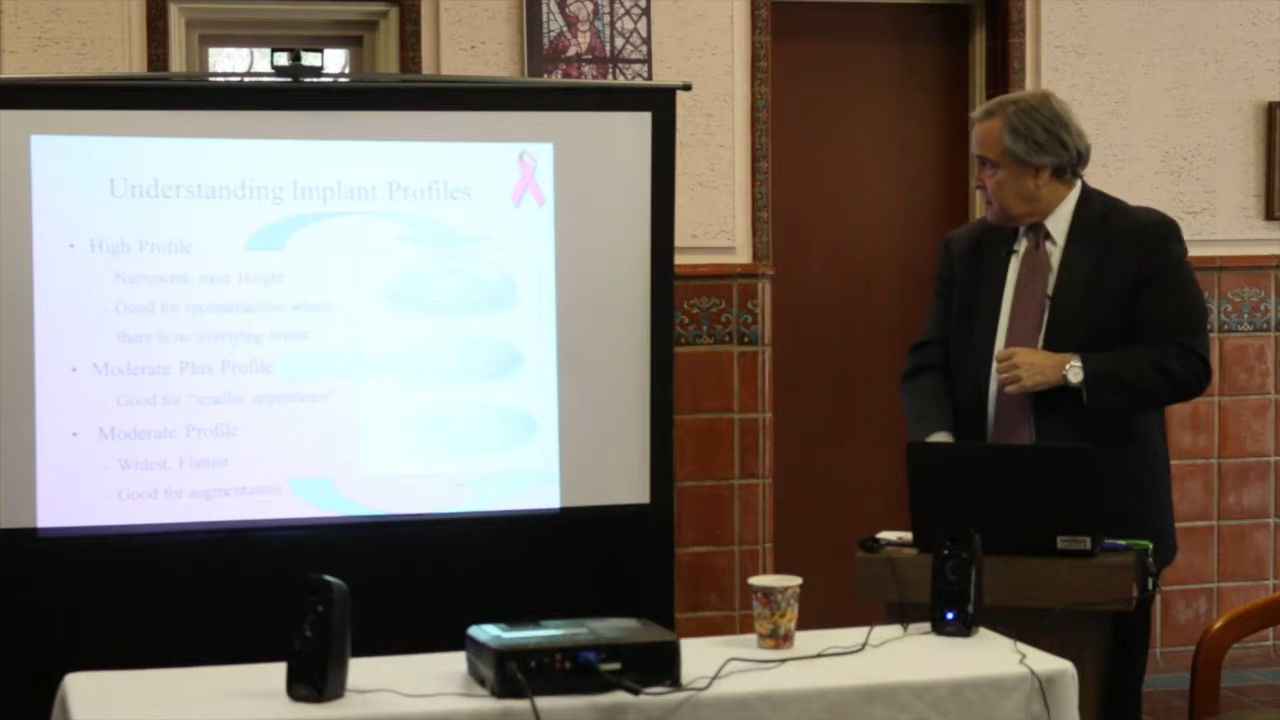 Understanding Implant Profiles
• High Profile
– Narrowest, most Height
– Good for reconstruction where
there is no overlying breast
• Moderate Plus Profile
– Good for "smaller appearance"
• Moderate Profile
– Widest, Flattest
– Good for augmentation